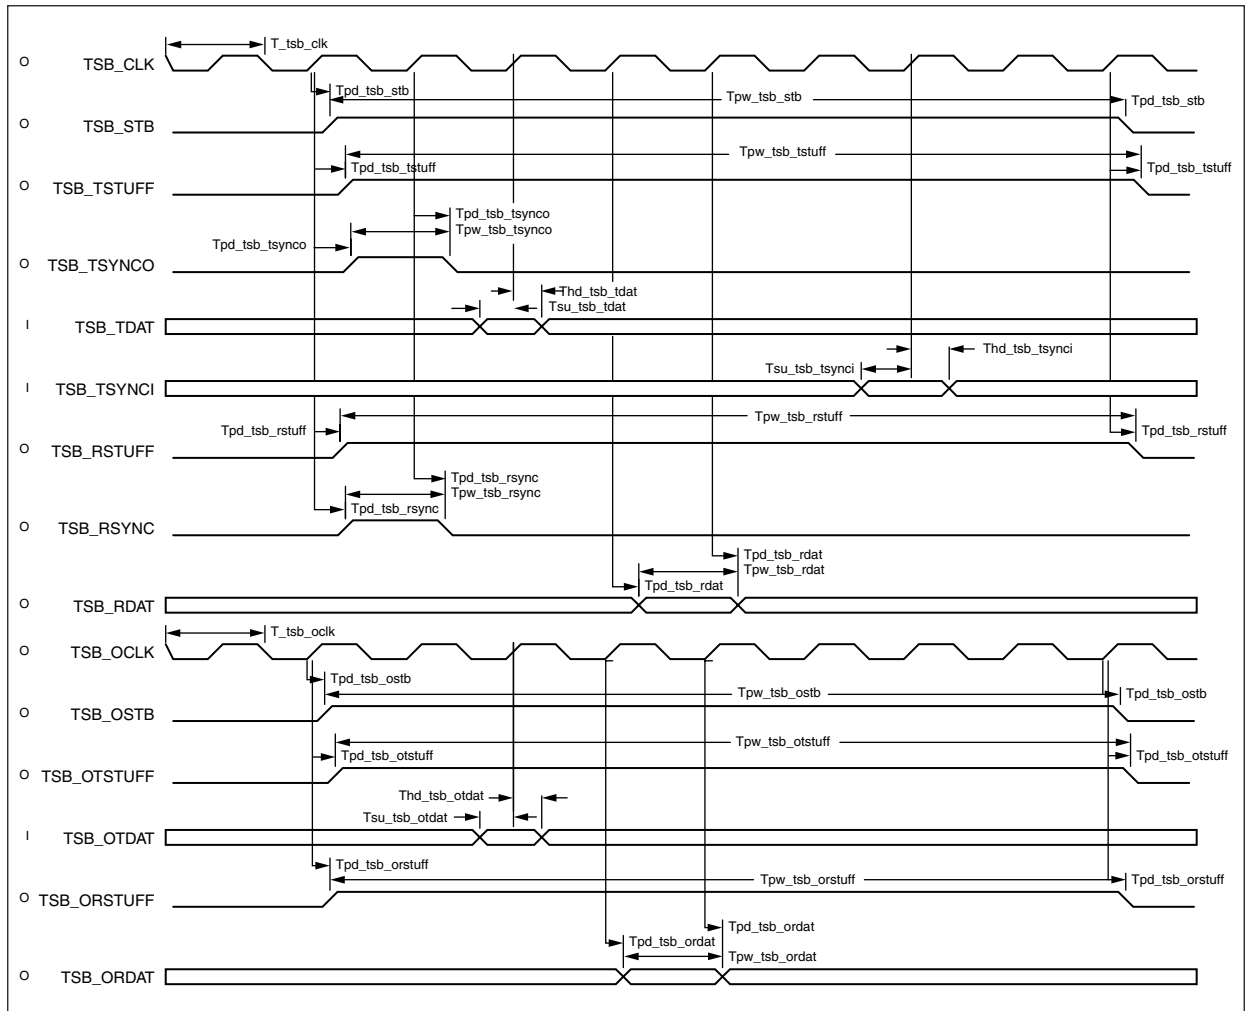 T_tsb_clk
O TSB_CLK
Tpd_tsb_stb Tpw_tsb_stb Tpd_tsb_stb
O TSB_STB
Tpw_tsb_tstuff
Tpd_tsb_tstuff Tpd_tsb_tstuff
O TSB_TSTUFF
Tpd_tsb_tsynco
Tpw_tsb_tsynco
Tpd_tsb_tsynco
O TSB_TSYNCO
Thd_tsb_tdat
Tsu_tsb_tdat
I TSB_TDAT
Thd_tsb_tsynci
Tsu_tsb_tsynci
I TSB_TSYNCI
Tpw_tsb_rstuff
Tpd_tsb_rstuff Tpd_tsb_rstuff
O TSB_RSTUFF
Tpd_tsb_rsync
Tpw_tsb_rsync
Tpd_tsb_rsync
O TSB_RSYNC
Tpd_tsb_rdat
Tpw_tsb_rdat
Tpd_tsb_rdat
O TSB_RDAT
T_tsb_oclk
O TSB_OCLK
Tpd_tsb_ostb Tpw_tsb_ostb Tpd_tsb_ostb
O TSB_OSTB
Tpw_tsb_otstuff
Tpd_tsb_otstuff Tpd_tsb_otstuff
O TSB_OTSTUFF
Thd_tsb_otdat
Tsu_tsb_otdat
I TSB_OTDAT
Tpd_tsb_orstuff
Tpw_tsb_orstuff Tpd_tsb_orstuff
O TSB_ORSTUFF
Tpd_tsb_ordat
Tpd_tsb_ordat
Tpw_tsb_ordat
O TSB_ORDAT